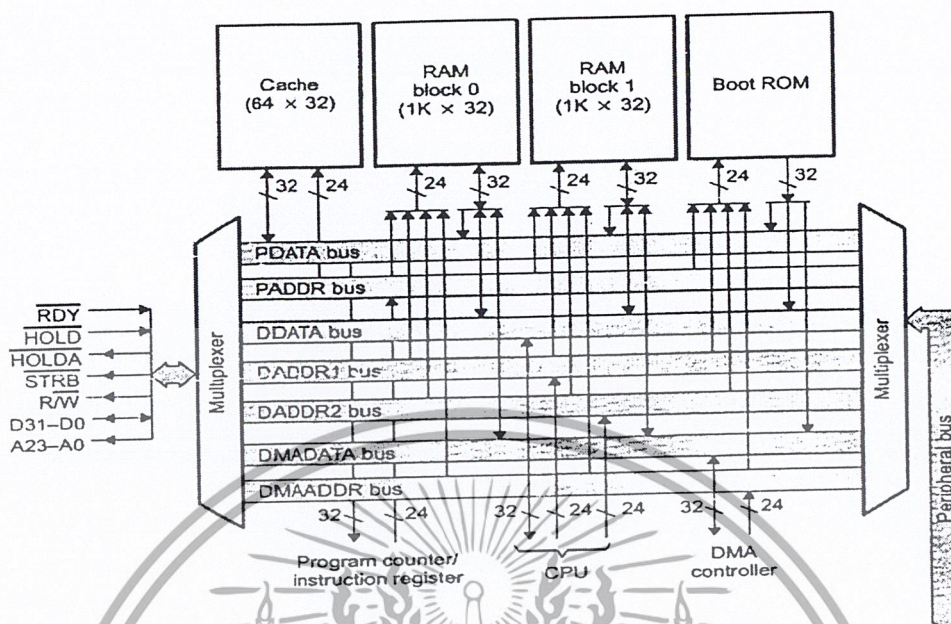 Cache
(64 × 32)
RAM
block 0
(1K × 32)
RAM
block 1
(1K × 32)
Boot ROM
32
24
24
32
24
32
24
32
PDATA bus
PADDR bus
DDATA bus
DADDR1 bus
DADDR2 bus
DMADATA bus
DMAADDR bus
Multiplexer
Multiplexer
RDY
HOLD
HOLDA
STRB
R/W
D31–D0
A23–A0
Peripheral bus
32
24
32
24
24
32
24
Program counter/
instruction register
CPU
DMA
controller